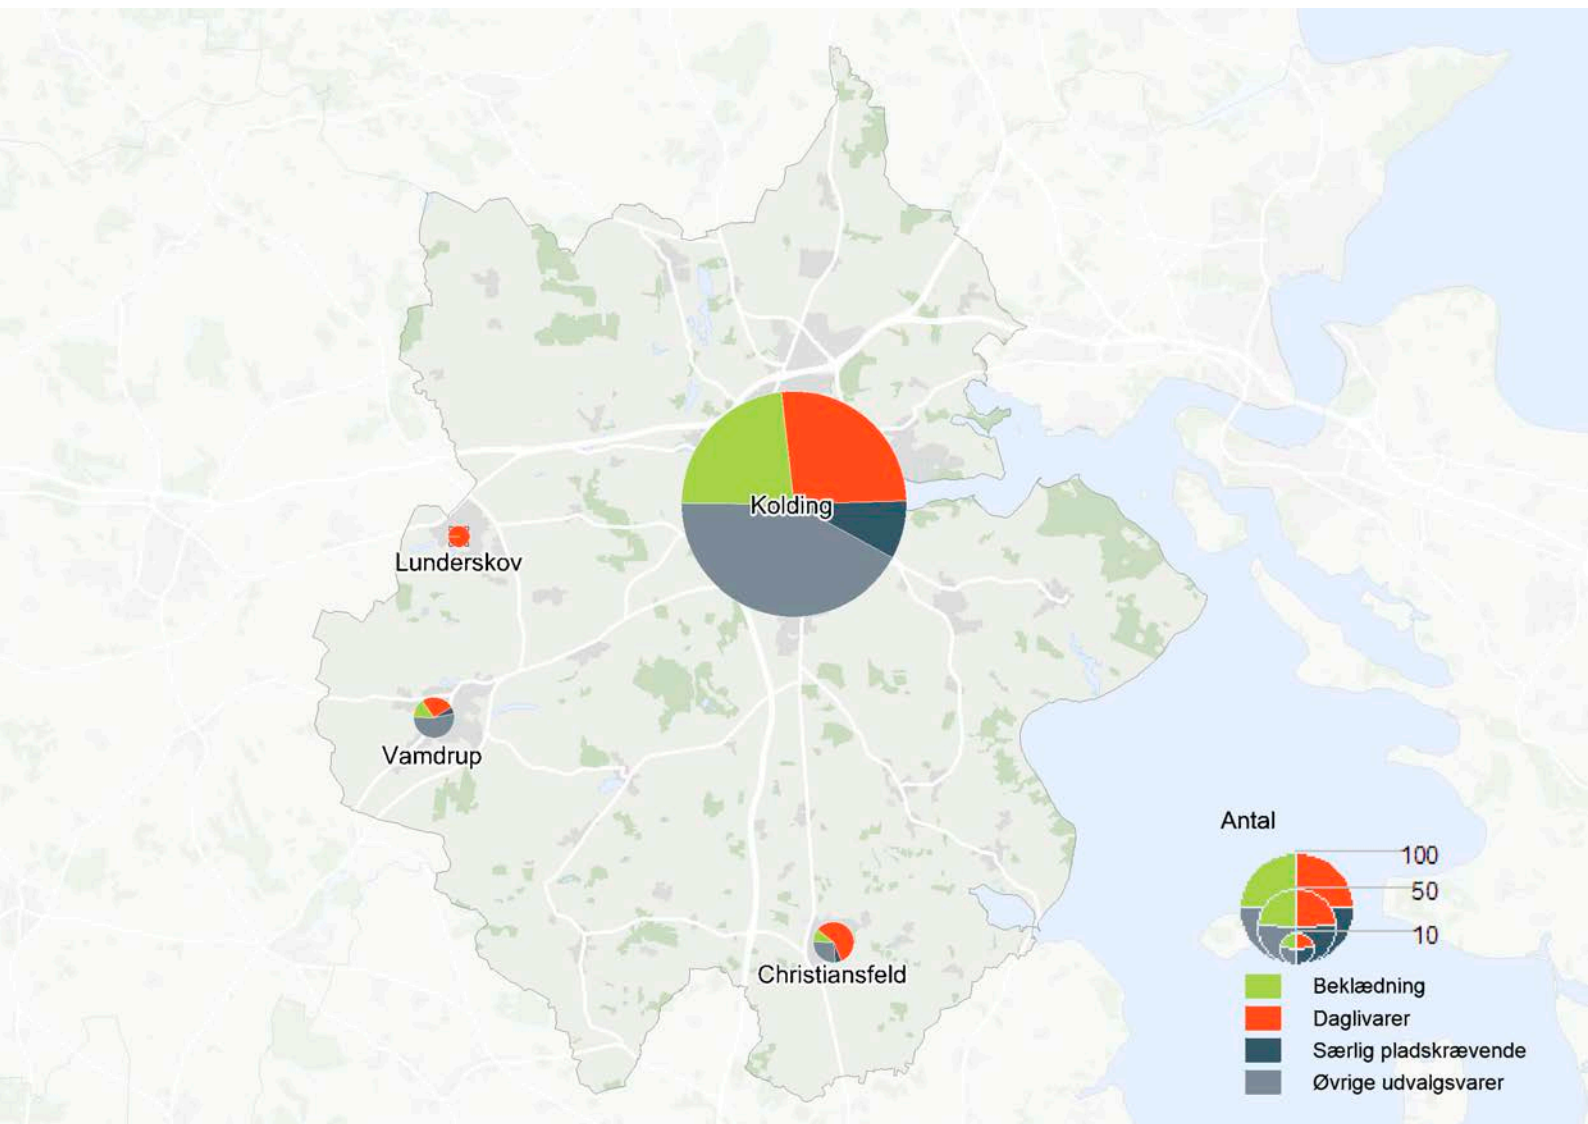 Kolding
Lunderskov
Vamdrup
Christiansfeld
Antal
100
50
10
Beklædning
Daglivarer
Særlig pladskrævende
Øvrige udvalgsvarer